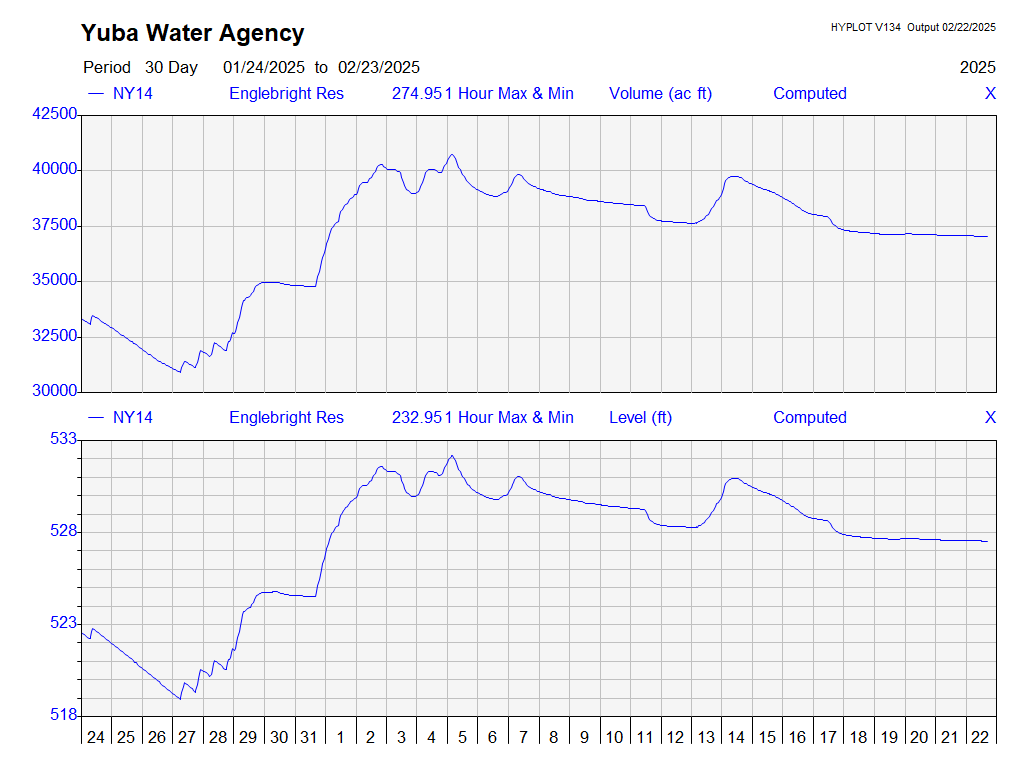 Yuba Water Agency
HYPLOT V134 Output 02/22/2025
Period 30 Day 01/24/2025 to 02/23/2025 2025
NY14 Englebright Res 274.951 Hour Max & Min Volume (ac ft) Computed X
42500
40000
37500
35000
32500
30000
NY14 Englebright Res 232.951 Hour Max & Min Level (ft) Computed X
533
528
523
518
24 25 26 27 28 29 30 31 1 2 3 4 5 6 7 8 9 10 11 12 13 14 15 16 17 18 19 20 21 22